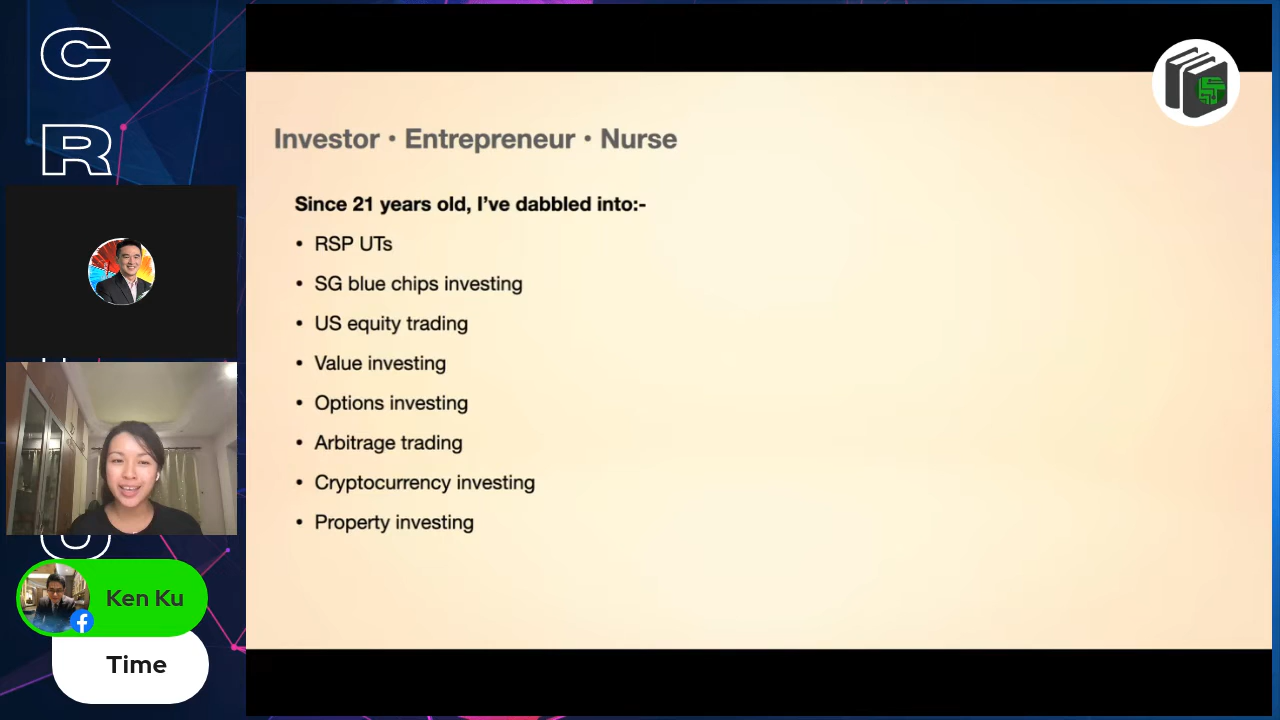 C
R
Investor • Entrepreneur • Nurse
Since 21 years old, I've dabbled into:-
• RSP UTs
• SG blue chips investing
• US equity trading
• Value investing
• Options investing
• Arbitrage trading
• Cryptocurrency investing
• Property investing
Ken Ku
Time